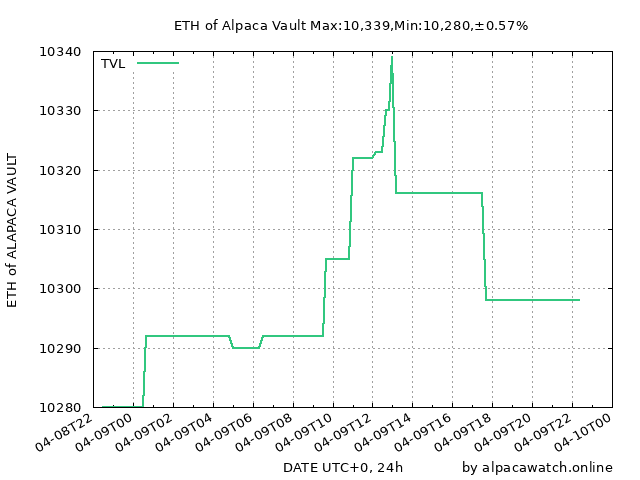 ETH of Alpaca Vault Max:10,339,Min:10,280,±0.57%
TVL
ETH of ALAPACA VAULT
10340
10330
10320
10310
10300
10290
10280
04-08T22
04-09T00
04-09T02
04-09T04
04-09T06
04-09T08
04-09T10
04-09T12
04-09T14
04-09T16
04-09T18
04-09T20
04-09T22
04-10T00
DATE UTC+0, 24h
by alpacawatch.online